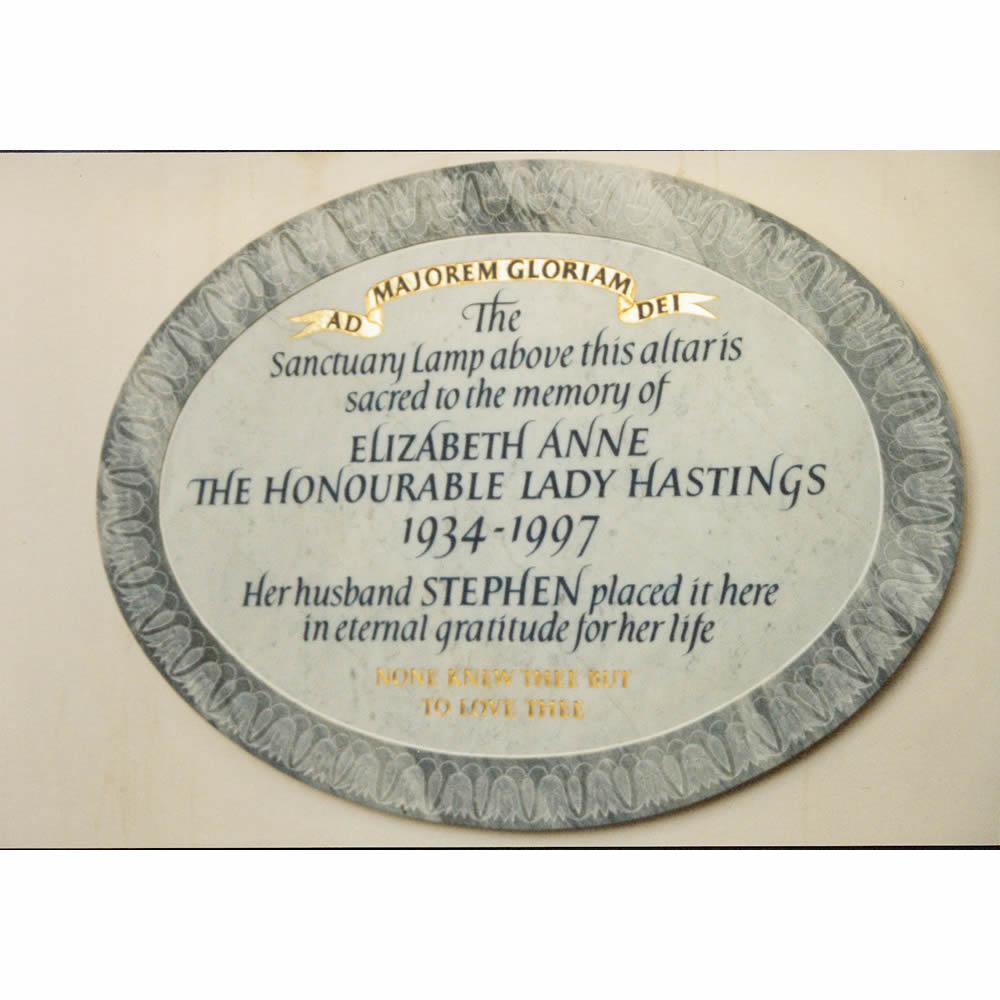 AD MAJOREM GLORIAM DEI
The
Sanctuary Lamp above this altar is
sacred to the memory of
ELIZABETH ANNE
THE HONOURABLE LADY HASTINGS
1934-1997
Her husband STEPHEN placed it here
in eternal gratitude for her life
NONE KNEW THEE BUT
TO LOVE THEE